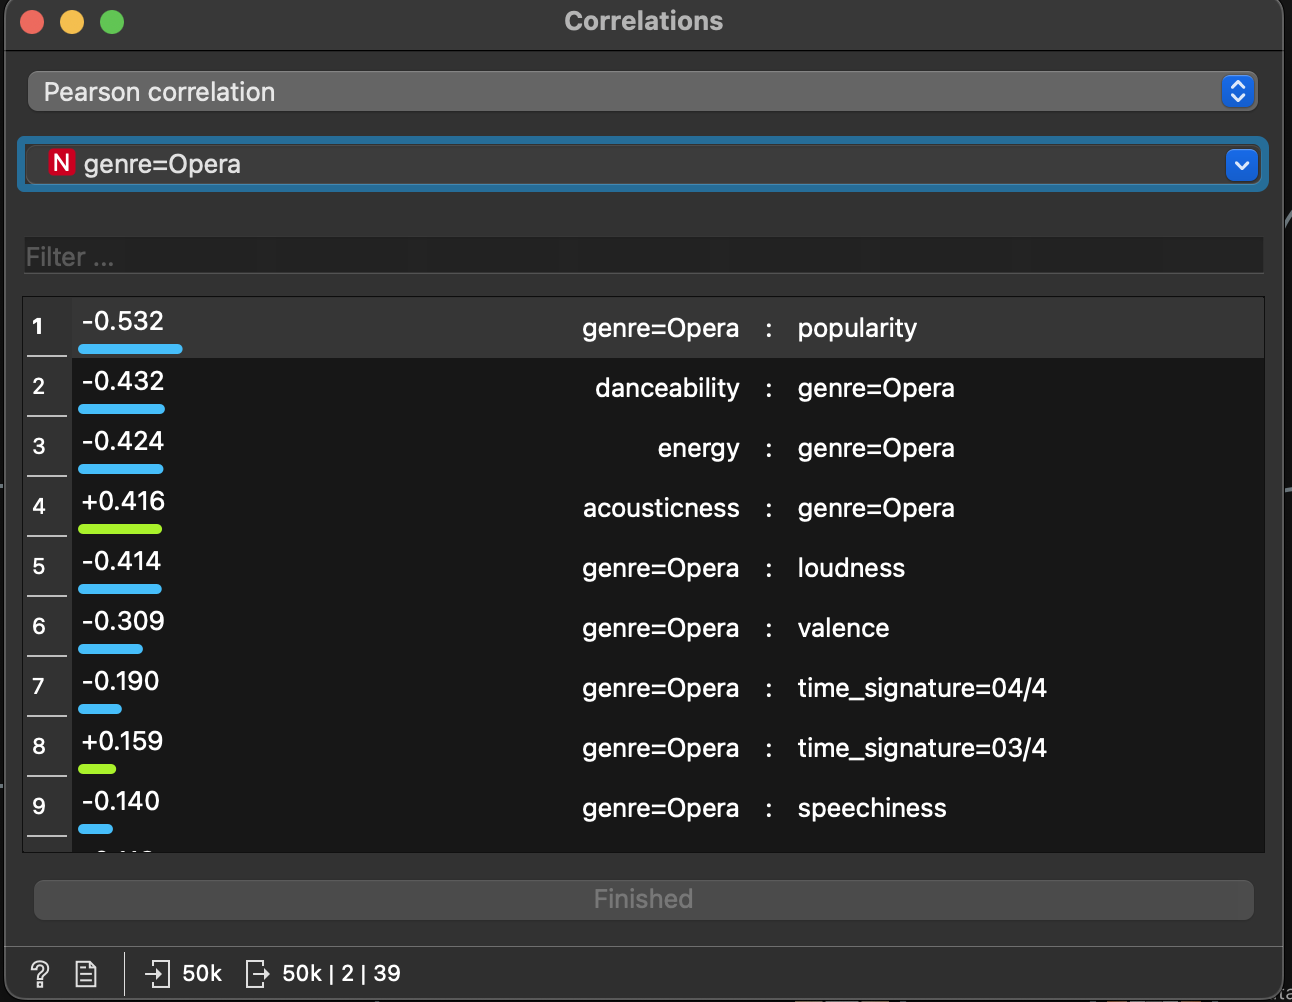 Correlations
Pearson correlation
N genre=Opera
Filter ...
1 -0.532 genre=Opera : popularity
2 -0.432 danceability : genre=Opera
3 -0.424 energy : genre=Opera
4 +0.416 acousticness : genre=Opera
5 -0.414 genre=Opera : loudness
6 -0.309 genre=Opera : valence
7 -0.190 genre=Opera : time_signature=04/4
8 +0.159 genre=Opera : time_signature=03/4
9 -0.140 genre=Opera : speechiness
Finished
? 50k 50k | 2 | 39